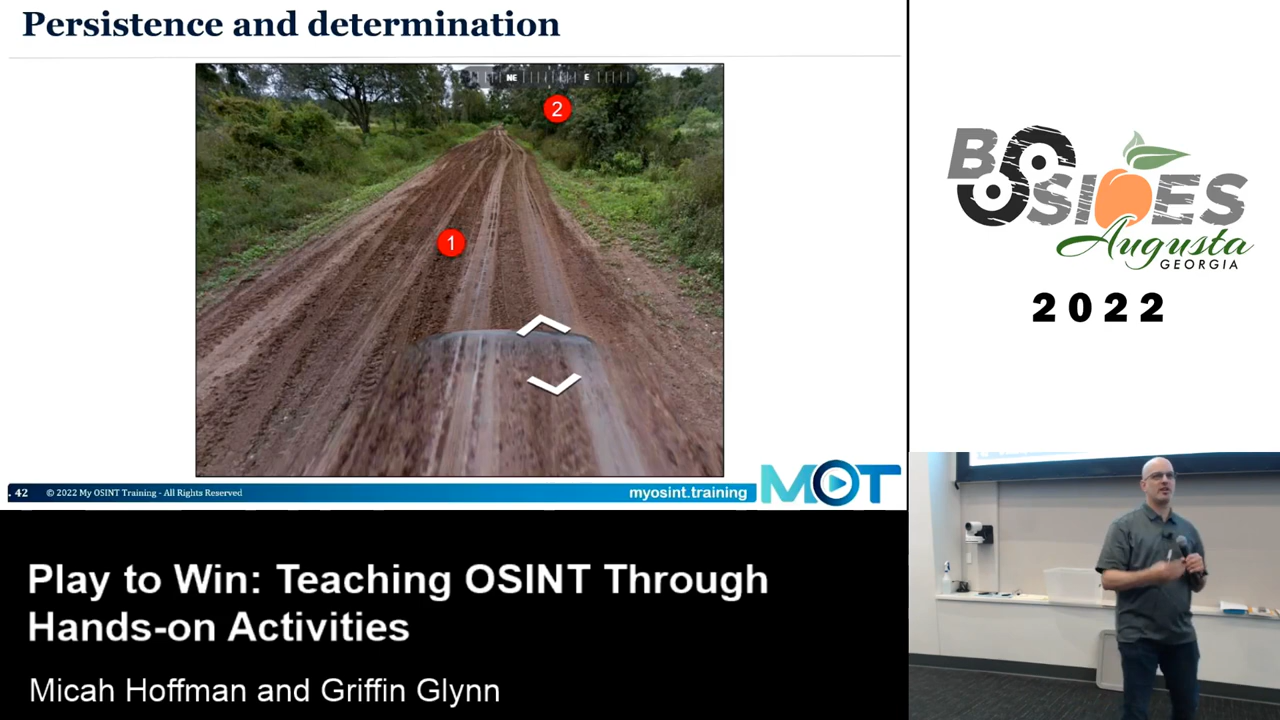 Persistence and determination
NE
E
2
1
. 42
© 2022 My OSINT Training - All Rights Reserved
myosint.training
MOT
BSIDES
Augusta
GEORGIA
2022
Play to Win: Teaching OSINT Through
Hands-on Activities
Micah Hoffman and Griffin Glynn